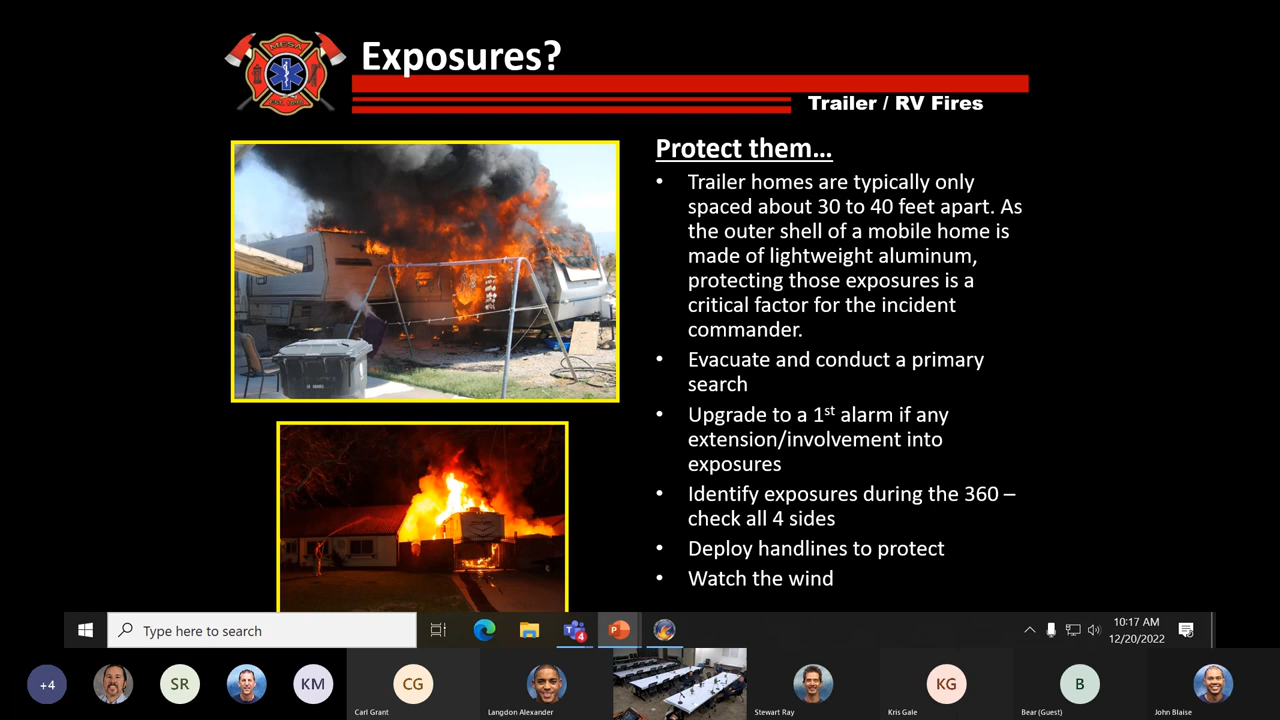 MESA
Exposures?
Trailer / RV Fires
Protect them…
• Trailer homes are typically only
spaced about 30 to 40 feet apart. As
the outer shell of a mobile home is
made of lightweight aluminum,
protecting those exposures is a
critical factor for the incident
commander.
• Evacuate and conduct a primary
search
• Upgrade to a 1st alarm if any
extension/involvement into
exposures
• Identify exposures during the 360 –
check all 4 sides
• Deploy handlines to protect
• Watch the wind
Type here to search
4
10:17 AM
12/20/2022
+4
SR
KM
CG
KG
B
Carl Grant
Langdon Alexander
Stewart Ray
Kris Gale
Bear (Guest)
John Blaise